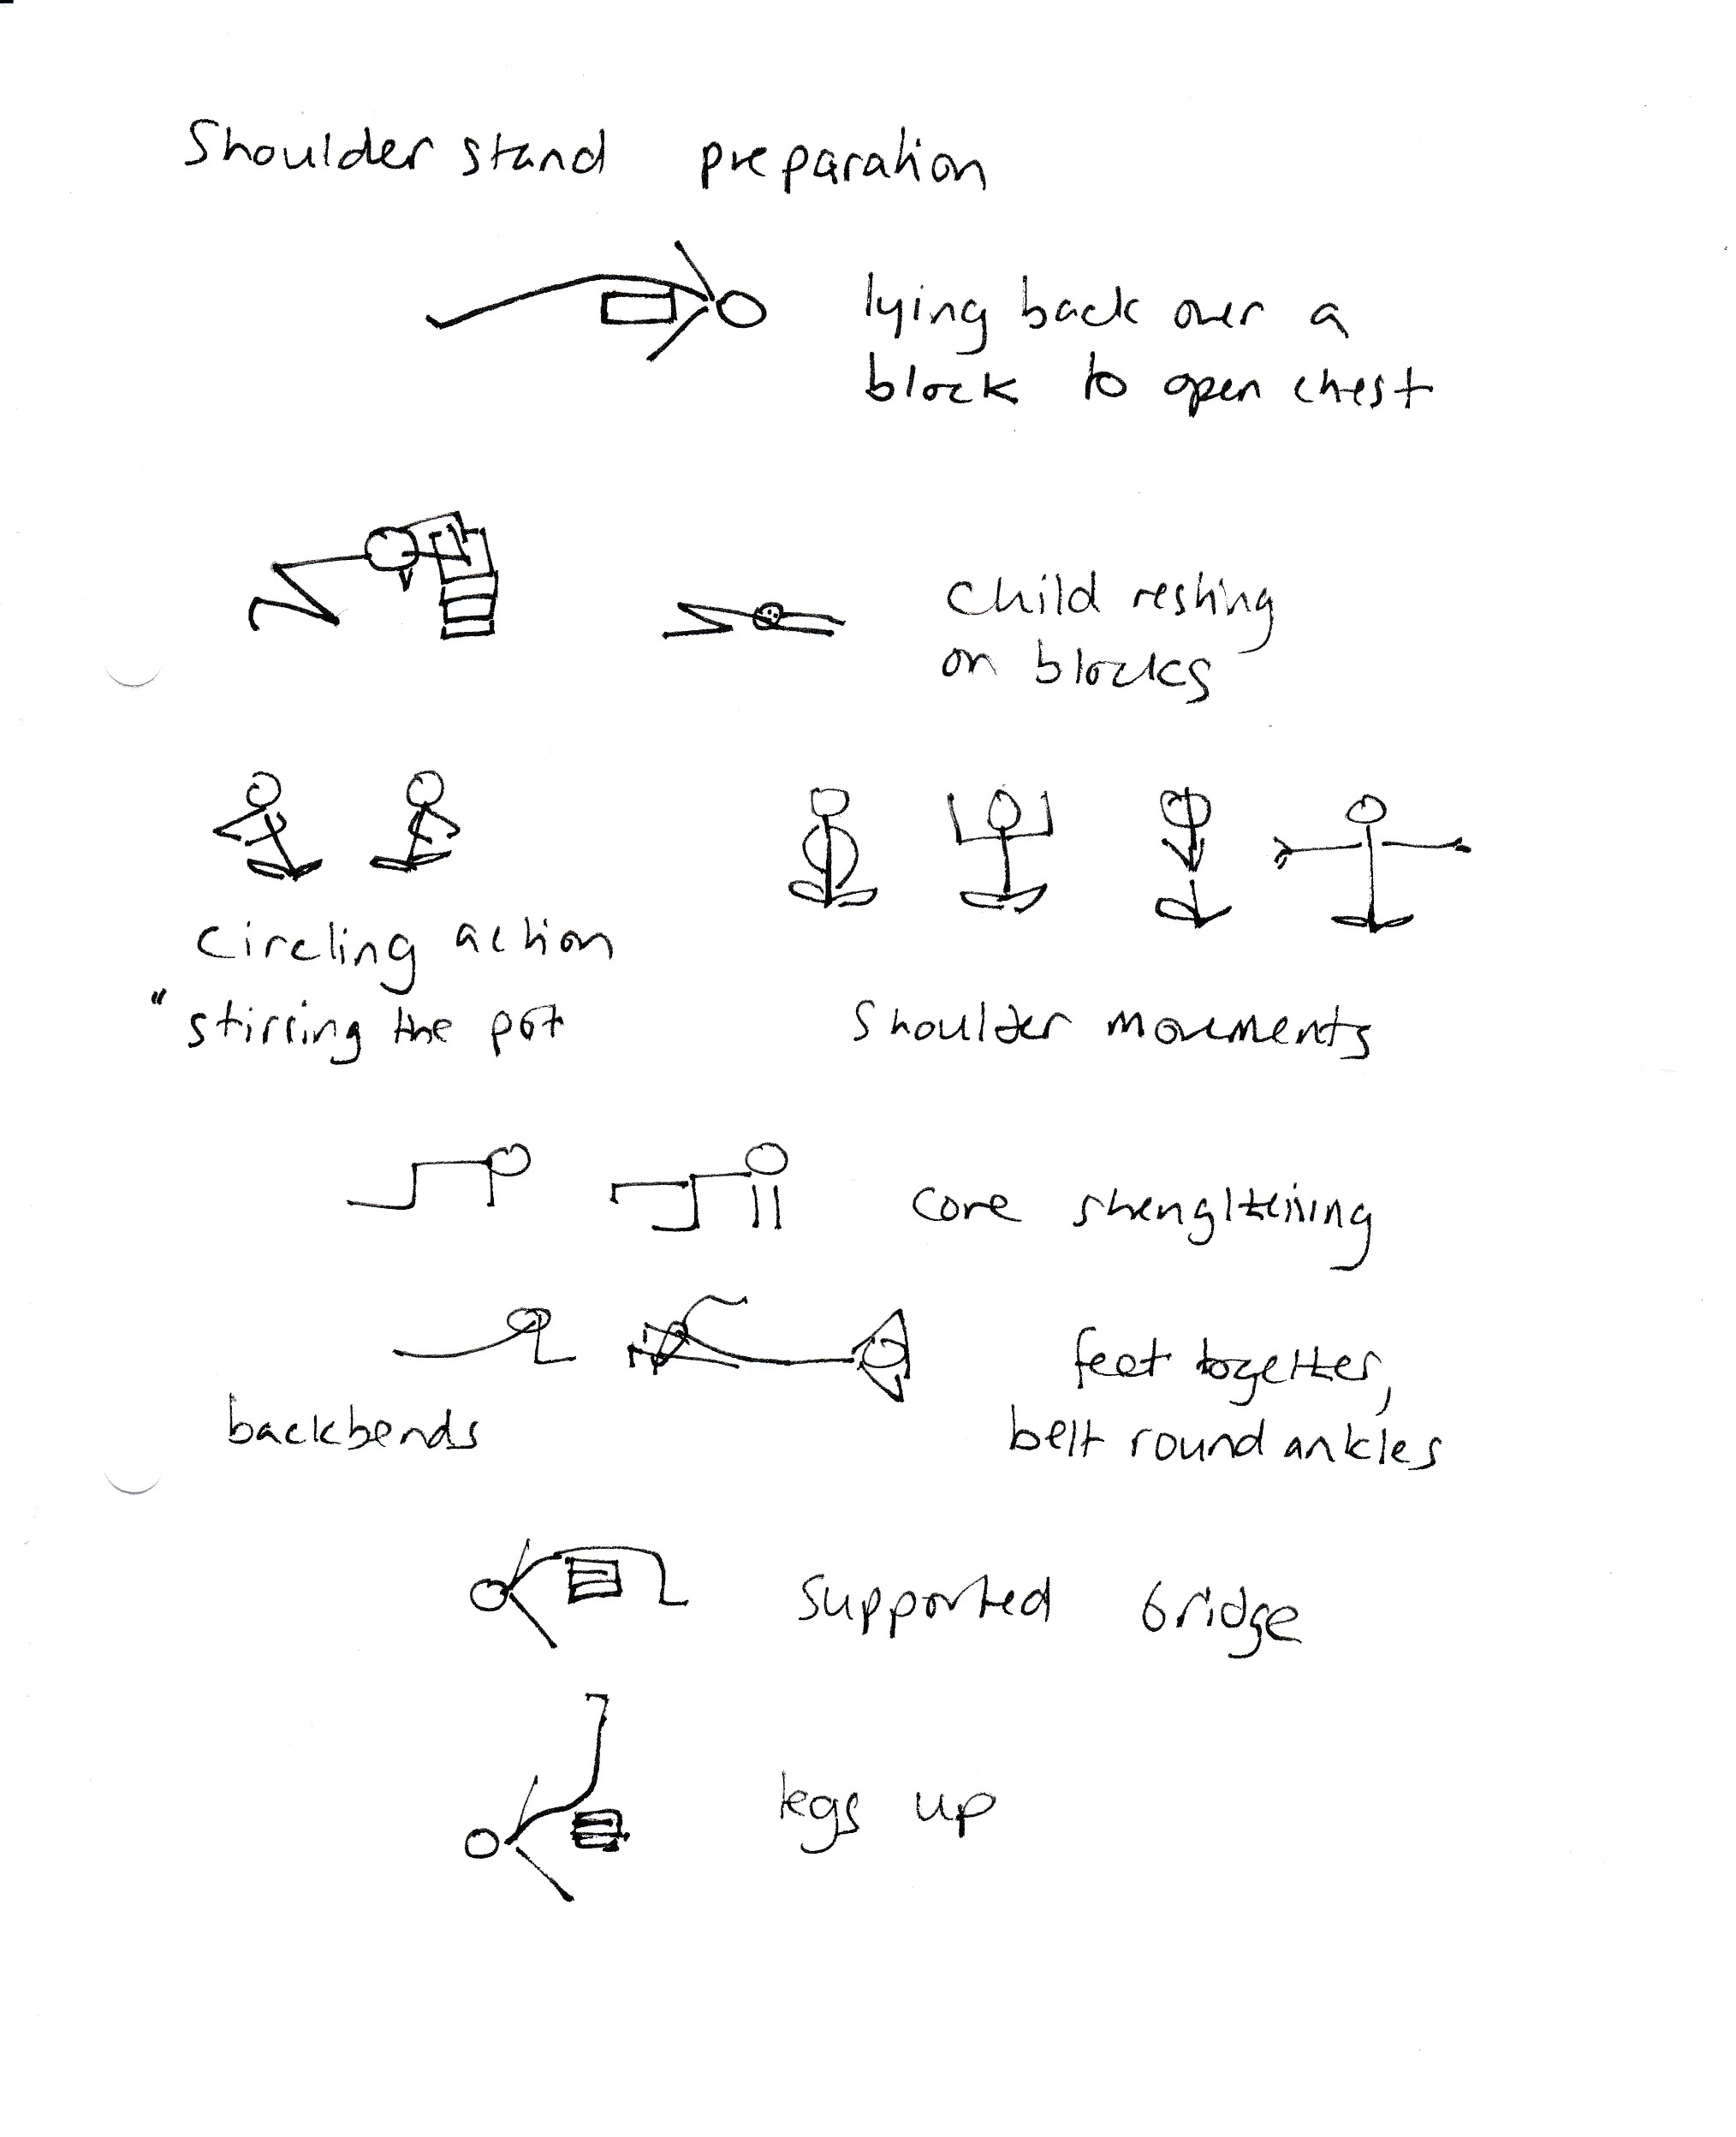 Shoulder stand preparation
lying back over a
block to open chest
child resting
on blocks
circling action
"stirring the pot
shoulder movements
core strengthening
feet together,
backbends
belt round ankles
supported bridge
legs up